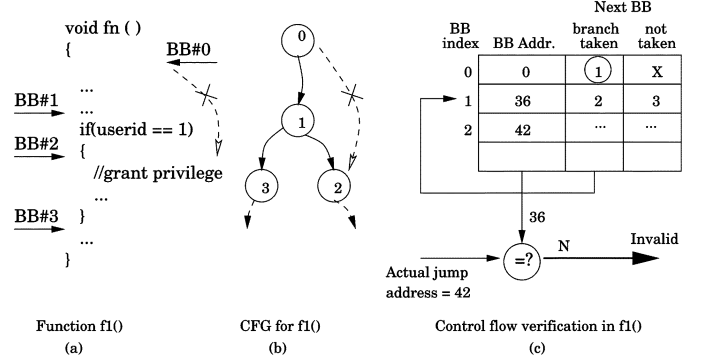 void fn ( )
{
BB#0
...
BB#1
...
if(userid == 1)
BB#2
{
//grant privilege
...
BB#3
}
...
}
Function f1()
(a)
0
1
3
2
CFG for f1()
(b)
Next BB
BB index
BB Addr.
branch taken
not taken
0 0 1 X
1 36 2 3
2 42 ... ...
36
=?
N
Invalid
Actual jump
address = 42
Control flow verification in f1()
(c)